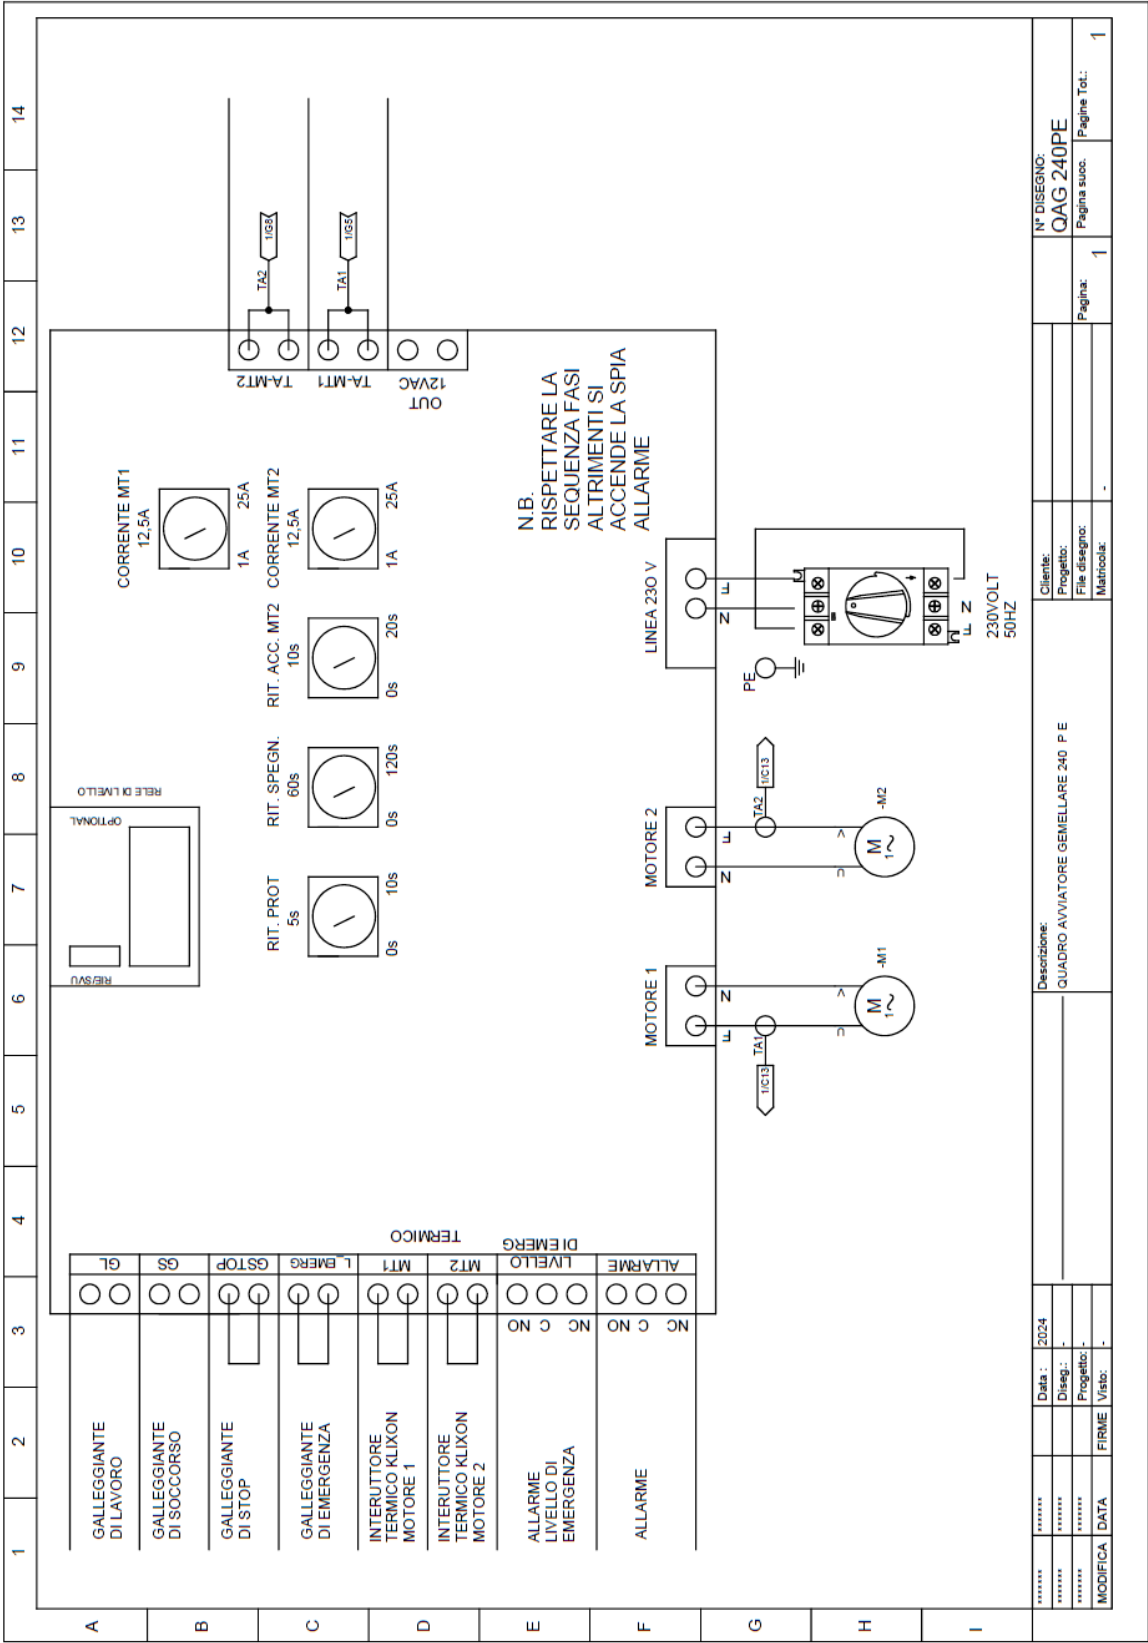 1 2 3 4 5 6 7 8 9 10 11 12 13 14
A
B
C
D
E
F
G
H
I
GALLEGGIANTE
DI LAVORO
GALLEGGIANTE
DI SOCCORSO
GALLEGGIANTE
DI STOP
GALLEGGIANTE
DI EMERGENZA
INTERUTTORE
TERMICO KLIXON
MOTORE 1
INTERUTTORE
TERMICO KLIXON
MOTORE 2
ALLARME
LIVELLO DI
EMERGENZA
ALLARME
NO
C
NC
NO
C
NC
GL
GS
GSTOP
L_EMERG
MT1
MT2
TERMICO
LIVELLO
DI EMERG
ALLARME
RIE/SVU
OPTIONAL
RELE DI LIVELLO
RIT. PROT
5s
0s 10s
RIT. SPEGN.
60s
0s 120s
RIT. ACC. MT2
10s
0s 20s
CORRENTE MT1
12,5A
1A 25A
CORRENTE MT2
12,5A
1A 25A
TA-MT2
TA-MT1
12VAC
OUT
TA2
1/G8
TA1
1/G5
N.B.
RISPETTARE LA
SEQUENZA FASI
ALTRIMENTI SI
ACCENDE LA SPIA
ALLARME
MOTORE 1
F N
TA1
1/C13
U V
M
1~
-M1
MOTORE 2
N F
TA2
1/C13
U V
M
1~
-M2
LINEA 230 V
N F
PE
F N
230VOLT
50HZ
*******
*******
*******
*******
*******
*******
MODIFICA DATA FIRME
Data : 2024
Diseg.: -
Progetto: -
Visto: -
Descrizione:
QUADRO AVVIATORE GEMELLARE 240 P E
Cliente:
Progetto:
File disegno:
Matricola: -
N° DISEGNO:
QAG 240PE
Pagina: 1
Pagina succ.
Pagine Tot.: 1